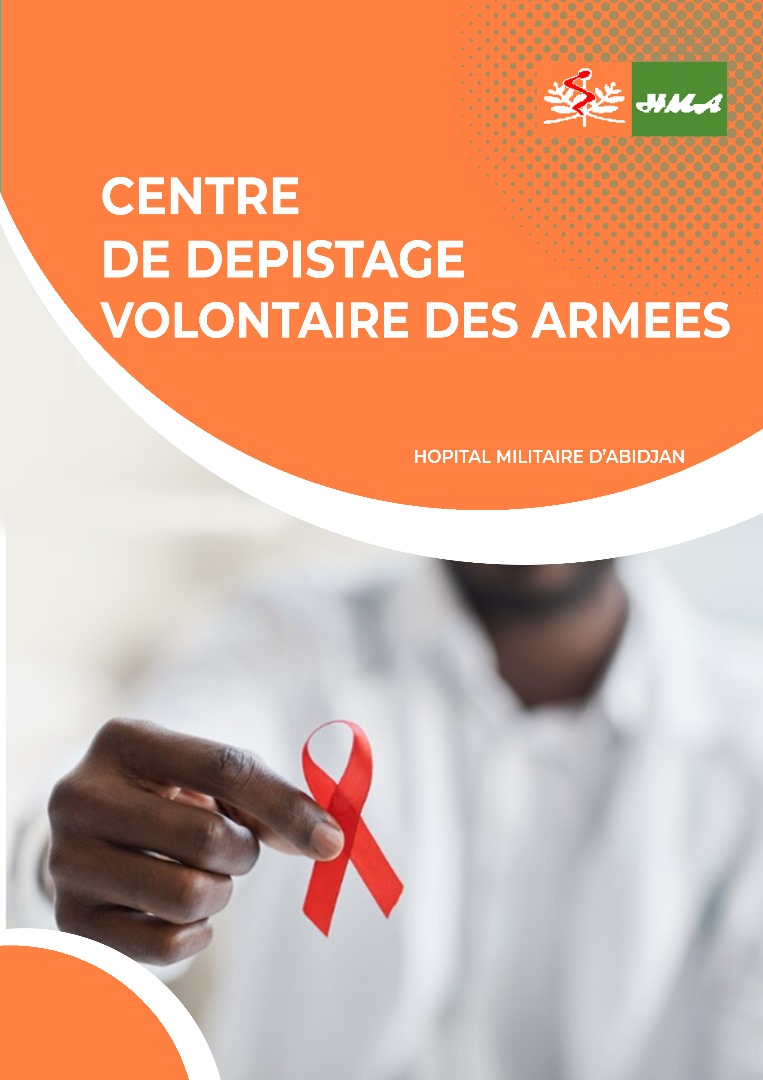 HMA
CENTRE
DE DEPISTAGE
VOLONTAIRE DES ARMEES
HOPITAL MILITAIRE D'ABIDJAN